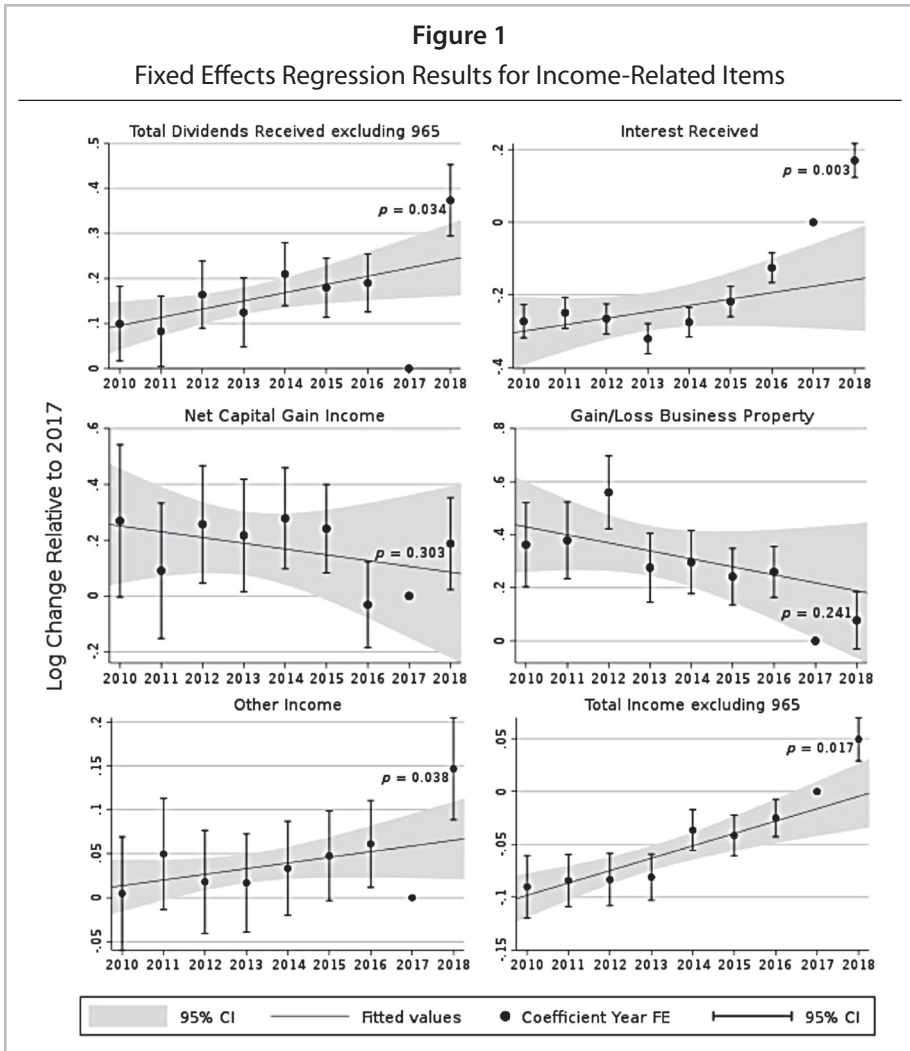 Figure 1
Fixed Effects Regression Results for Income-Related Items
Log Change Relative to 2017
Total Dividends Received excluding 965
.5
.4
.3
.2
.1
0
p = 0.034
2010 2011 2012 2013 2014 2015 2016 2017 2018
Interest Received
.2
0
-.2
-.4
p = 0.003
2010 2011 2012 2013 2014 2015 2016 2017 2018
Net Capital Gain Income
.6
.4
.2
0
-.2
p = 0.303
2010 2011 2012 2013 2014 2015 2016 2017 2018
Gain/Loss Business Property
.8
.6
.4
.2
0
p = 0.241
2010 2011 2012 2013 2014 2015 2016 2017 2018
Other Income
.2
.15
.1
.05
0
-.05
p = 0.038
2010 2011 2012 2013 2014 2015 2016 2017 2018
Total Income excluding 965
.05
0
-.05
-.1
-.15
p = 0.017
2010 2011 2012 2013 2014 2015 2016 2017 2018
95% CI Fitted values Coefficient Year FE 95% CI